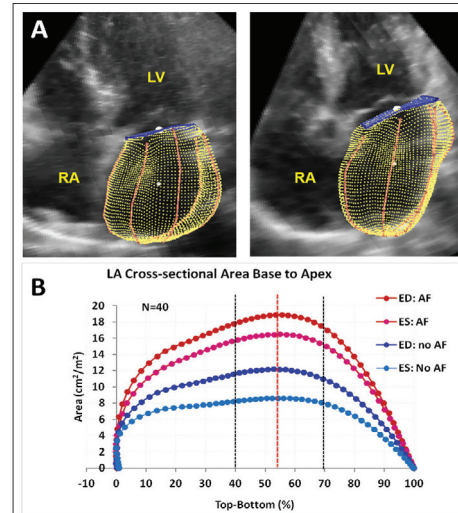 A
LV
RA
LV
RA
B
LA Cross-sectional Area Base to Apex
N=40
20
18
16
14
12
10
8
6
4
2
0
Area (cm²/m²)
-10 0 10 20 30 40 50 60 70 80 90 100
Top-Bottom (%)
ED: AF
ES: AF
ED: no AF
ES: No AF